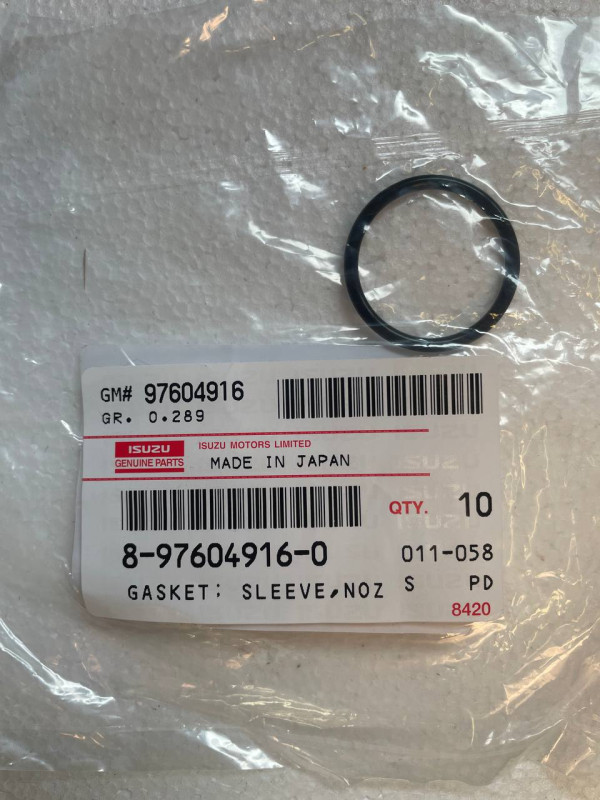 GM# 97604916
GR. 0.289
ISUZU
GENUINE PARTS
ISUZU MOTORS LIMITED
MADE IN JAPAN
QTY. 10
8-97604916-0
011-058
GASKET; SLEEVE,NOZ
S PD
8420